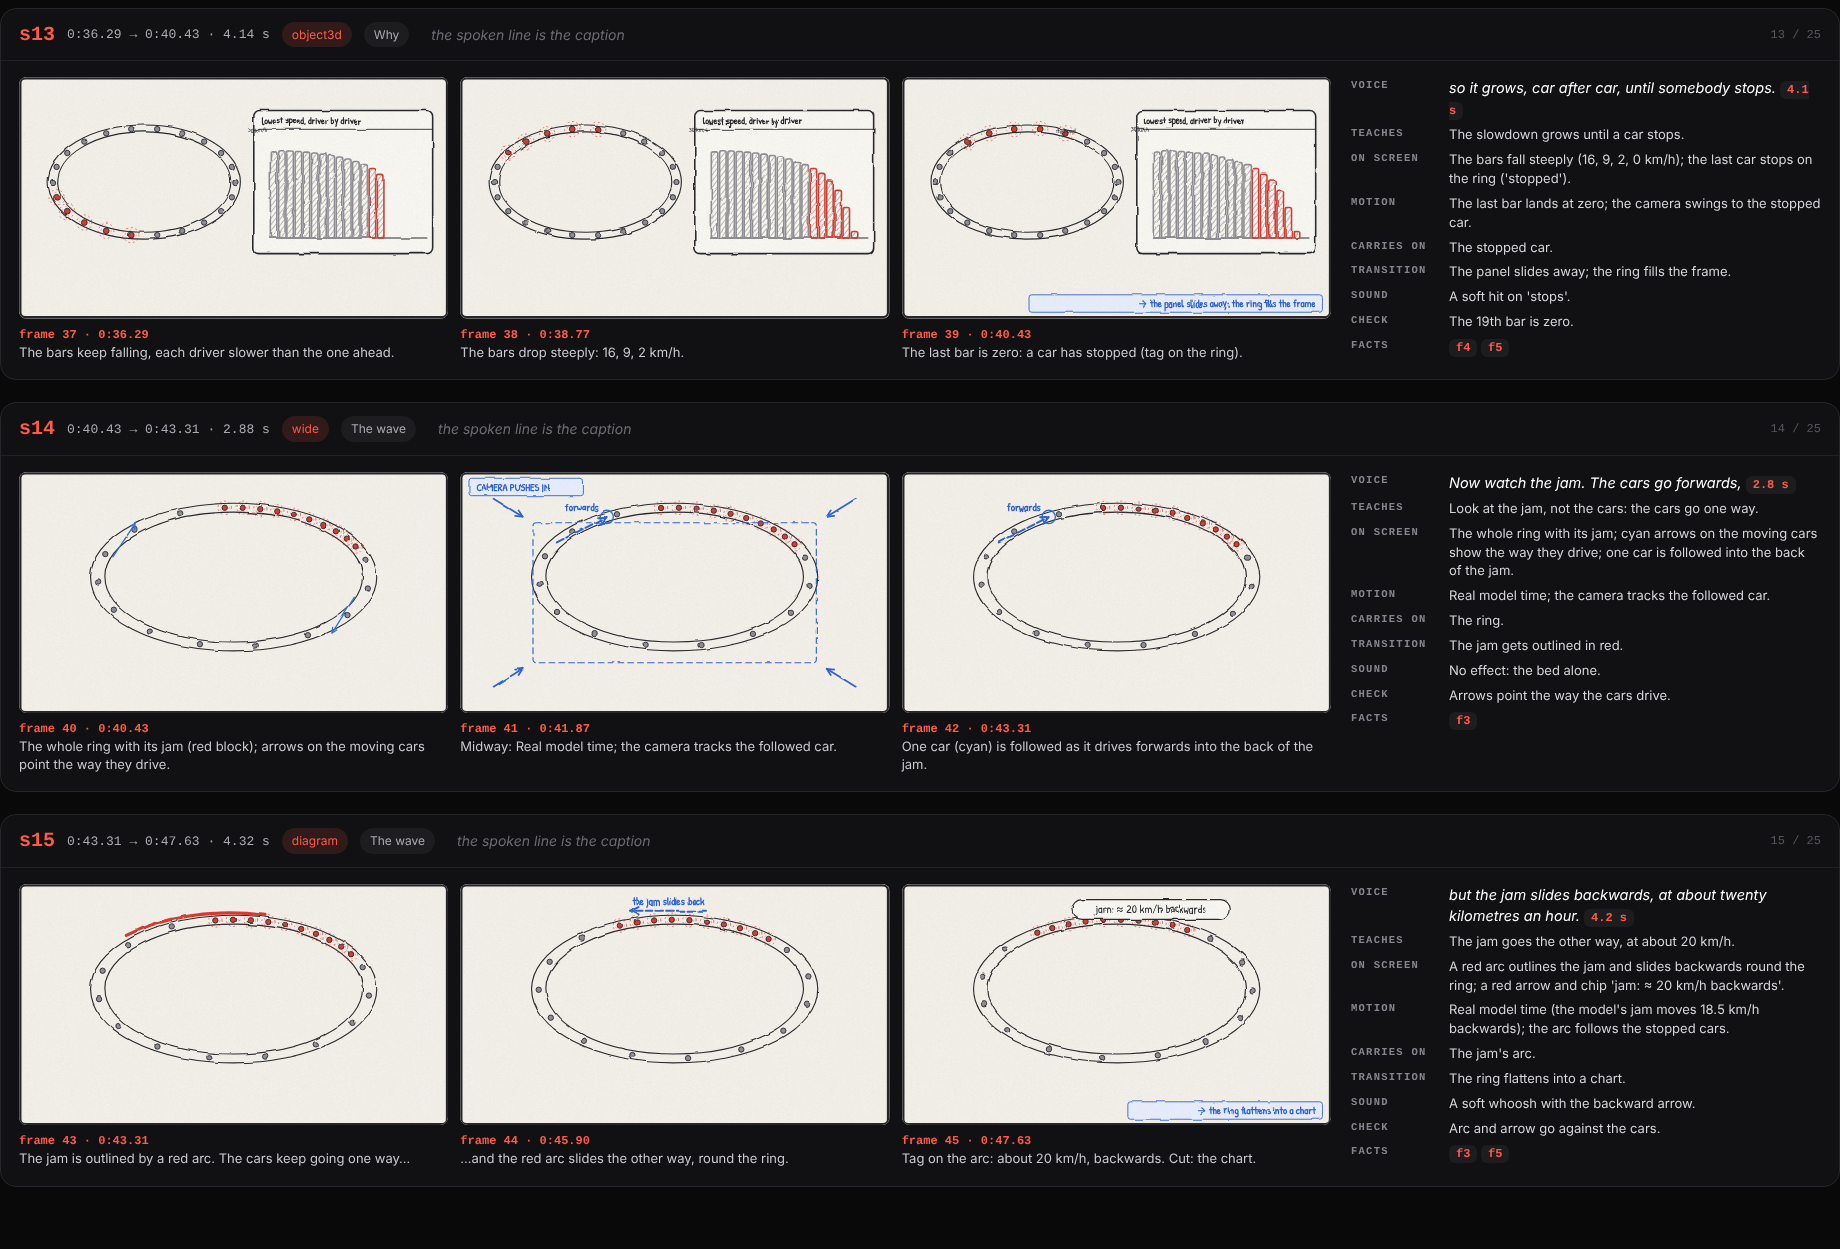 s13 0:36.29 → 0:40.43 · 4.14 s object3d Why the spoken line is the caption 13 / 25
lowest speed, driver by driver
lowest speed, driver by driver
lowest speed, driver by driver
→ the panel slides away; the ring fills the frame
frame 37 · 0:36.29
The bars keep falling, each driver slower than the one ahead.
frame 38 · 0:38.77
The bars drop steeply: 16, 9, 2 km/h.
frame 39 · 0:40.43
The last bar is zero: a car has stopped (tag on the ring).
VOICE so it grows, car after car, until somebody stops. 4.1
s
TEACHES The slowdown grows until a car stops.
ON SCREEN The bars fall steeply (16, 9, 2, 0 km/h); the last car stops on
the ring ('stopped').
MOTION The last bar lands at zero; the camera swings to the stopped
car.
CARRIES ON The stopped car.
TRANSITION The panel slides away; the ring fills the frame.
SOUND A soft hit on 'stops'.
CHECK The 19th bar is zero.
FACTS f4 f5
s14 0:40.43 → 0:43.31 · 2.88 s wide The wave the spoken line is the caption 14 / 25
CAMERA PUSHES IN
forwards
forwards
frame 40 · 0:40.43
The whole ring with its jam (red block); arrows on the moving cars
point the way they drive.
frame 41 · 0:41.87
Midway: Real model time; the camera tracks the followed car.
frame 42 · 0:43.31
One car (cyan) is followed as it drives forwards into the back of the
jam.
VOICE Now watch the jam. The cars go forwards, 2.8 s
TEACHES Look at the jam, not the cars: the cars go one way.
ON SCREEN The whole ring with its jam; cyan arrows on the moving cars
show the way they drive; one car is followed into the back
of the jam.
MOTION Real model time; the camera tracks the followed car.
CARRIES ON The ring.
TRANSITION The jam gets outlined in red.
SOUND No effect: the bed alone.
CHECK Arrows point the way the cars drive.
FACTS f3
s15 0:43.31 → 0:47.63 · 4.32 s diagram The wave the spoken line is the caption 15 / 25
the jam slides back
jam: ≈ 20 km/h backwards
→ the ring flattens into a chart
frame 43 · 0:43.31
The jam is outlined by a red arc. The cars keep going one way...
frame 44 · 0:45.90
...and the red arc slides the other way, round the ring.
frame 45 · 0:47.63
Tag on the arc: about 20 km/h, backwards. Cut: the chart.
VOICE but the jam slides backwards, at about twenty
kilometres an hour. 4.2 s
TEACHES The jam goes the other way, at about 20 km/h.
ON SCREEN A red arc outlines the jam and slides backwards round the
ring; a red arrow and chip 'jam: ≈ 20 km/h backwards'.
MOTION Real model time (the model's jam moves 18.5 km/h
backwards); the arc follows the stopped cars.
CARRIES ON The jam's arc.
TRANSITION The ring flattens into a chart.
SOUND A soft whoosh with the backward arrow.
CHECK Arc and arrow go against the cars.
FACTS f3 f5